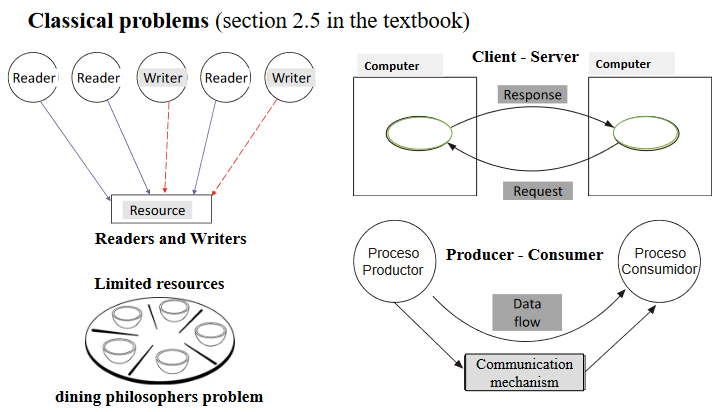 Classical problems (section 2.5 in the textbook)
Reader
Reader
Writer
Reader
Writer
Resource
Readers and Writers
Client - Server
Computer
Computer
Response
Request
Limited resources
dining philosophers problem
Producer - Consumer
Proceso
Productor
Proceso
Consumidor
Data
flow
Communication
mechanism